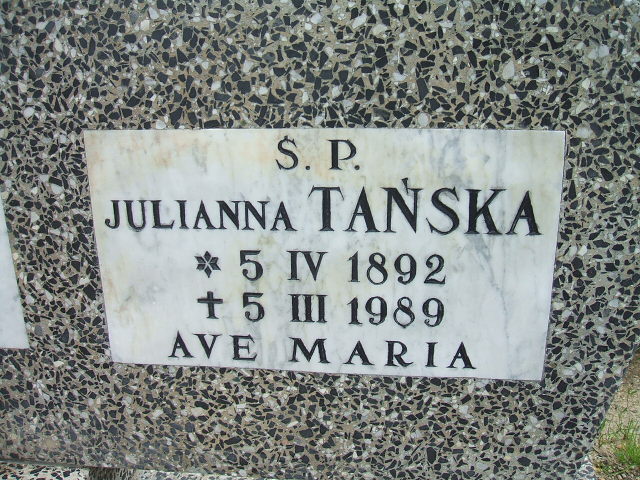 Ś. P.
JULIANNA TAŃSKA
* 5 IV 1892
✝ 5 III 1989
AVE MARIA